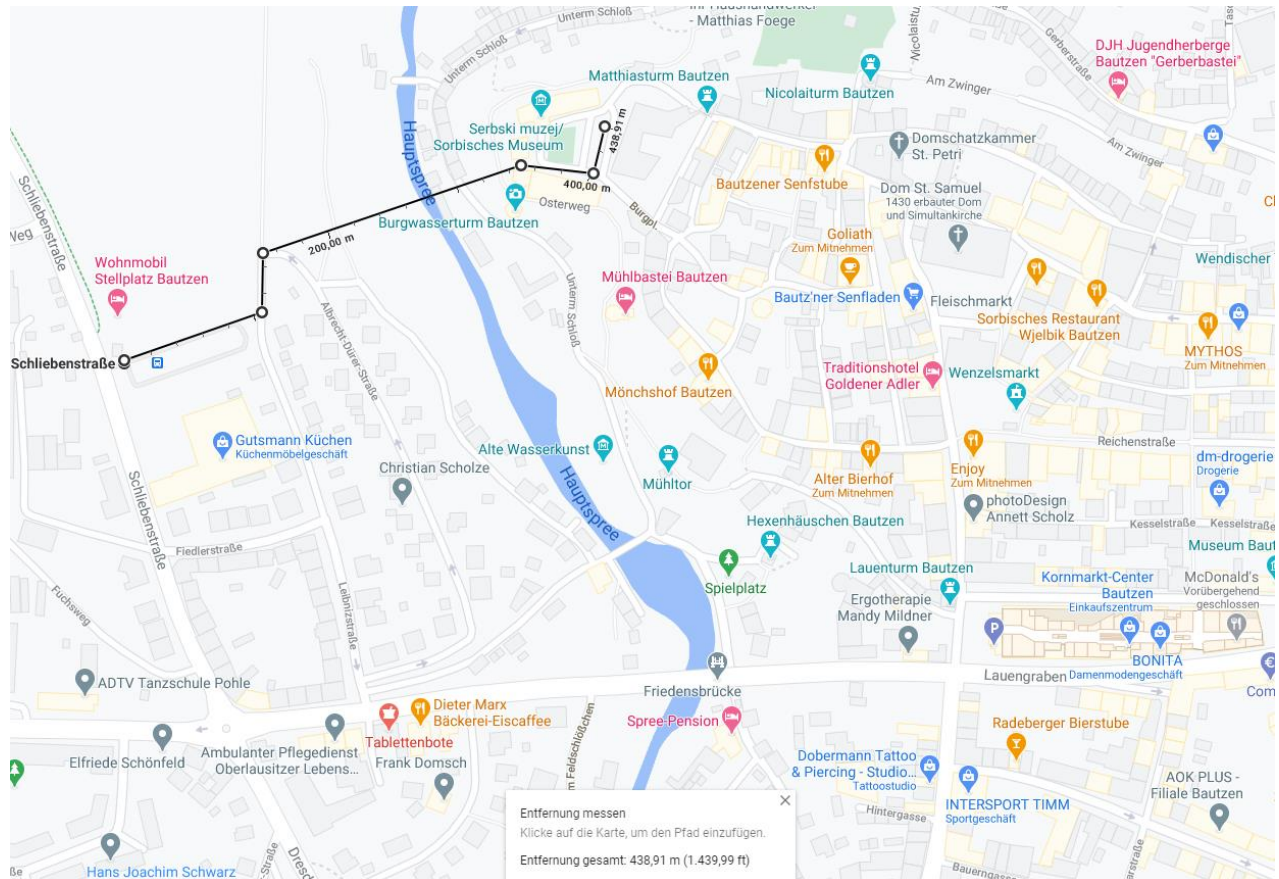 Unterm Schloß
- Matthias Foege
Nicolaistu
Gerberstraße
DJH Jugendherberge
Bautzen "Gerberbastei"
Matthiasturm Bautzen
Nicolaiturm Bautzen
Am Zwinger
Unterm Schloß
Hauptspree
Serbski muzej/
Sorbisches Museum
438,91 m
Domschatzkammer
St. Petri
Am Zwinger
Schliebenstraße
400,00 m
Bautzener Senfstube
Dom St. Samuel
1430 erbauter Dom
und Simultankirche
Osterweg
Burgpl.
Burgwasserturm Bautzen
200,00 m
Goliath
Zum Mitnehmen
Wendischer
Wohnmobil
Stellplatz Bautzen
Mühlbastei Bautzen
Bautz'ner Senfladen
Fleischmarkt
Sorbisches Restaurant
Wjelbik Bautzen
Albrecht-Dürer-Straße
Unterm Schloß
MYTHOS
Zum Mitnehmen
Schliebenstraße
Traditionshotel
Goldener Adler
Wenzelsmarkt
Mönchshof Bautzen
Gutsmann Küchen
Küchenmöbelgeschäft
Alte Wasserkunst
Reichenstraße
Christian Scholze
Mühltor
Alter Bierhof
Zum Mitnehmen
Enjoy
Zum Mitnehmen
dm-drogerie
Drogerie
Schliebenstraße
Hauptspree
photoDesign
Annett Scholz
Hexenhäuschen Bautzen
Kesselstraße
Kesselstraße
Fiedlerstraße
Museum Baut
Spielplatz
Lauenturm Bautzen
Kornmarkt-Center
Bautzen
Einkaufszentrum
McDonald's
Vorübergehend
geschlossen
Fuchsweg
Leibnizstraße
Ergotherapie
Mandy Mildner
P
BONITA
Damenmodengeschäft
ADTV Tanzschule Pohle
Friedensbrücke
Lauengraben
Com
Dieter Marx
Bäckerei-Eiscaffee
Spree-Pension
Radeberger Bierstube
Tablettenbote
Elfriede Schönfeld
Ambulanter Pflegedienst
Oberlausitzer Lebens...
Frank Domsch
m Feldschlößchen
Dobermann Tattoo
& Piercing - Studio...
Tattoostudio
AOK PLUS -
Filiale Bautzen
INTERSPORT TIMM
Sportgeschäft
Entfernung messen
Klicke auf die Karte, um den Pfad einzufügen.
Hintergasse
Entfernung gesamt: 438,91 m (1.439,99 ft)
Hans Joachim Schwarz
Dresd
Bauerngasse